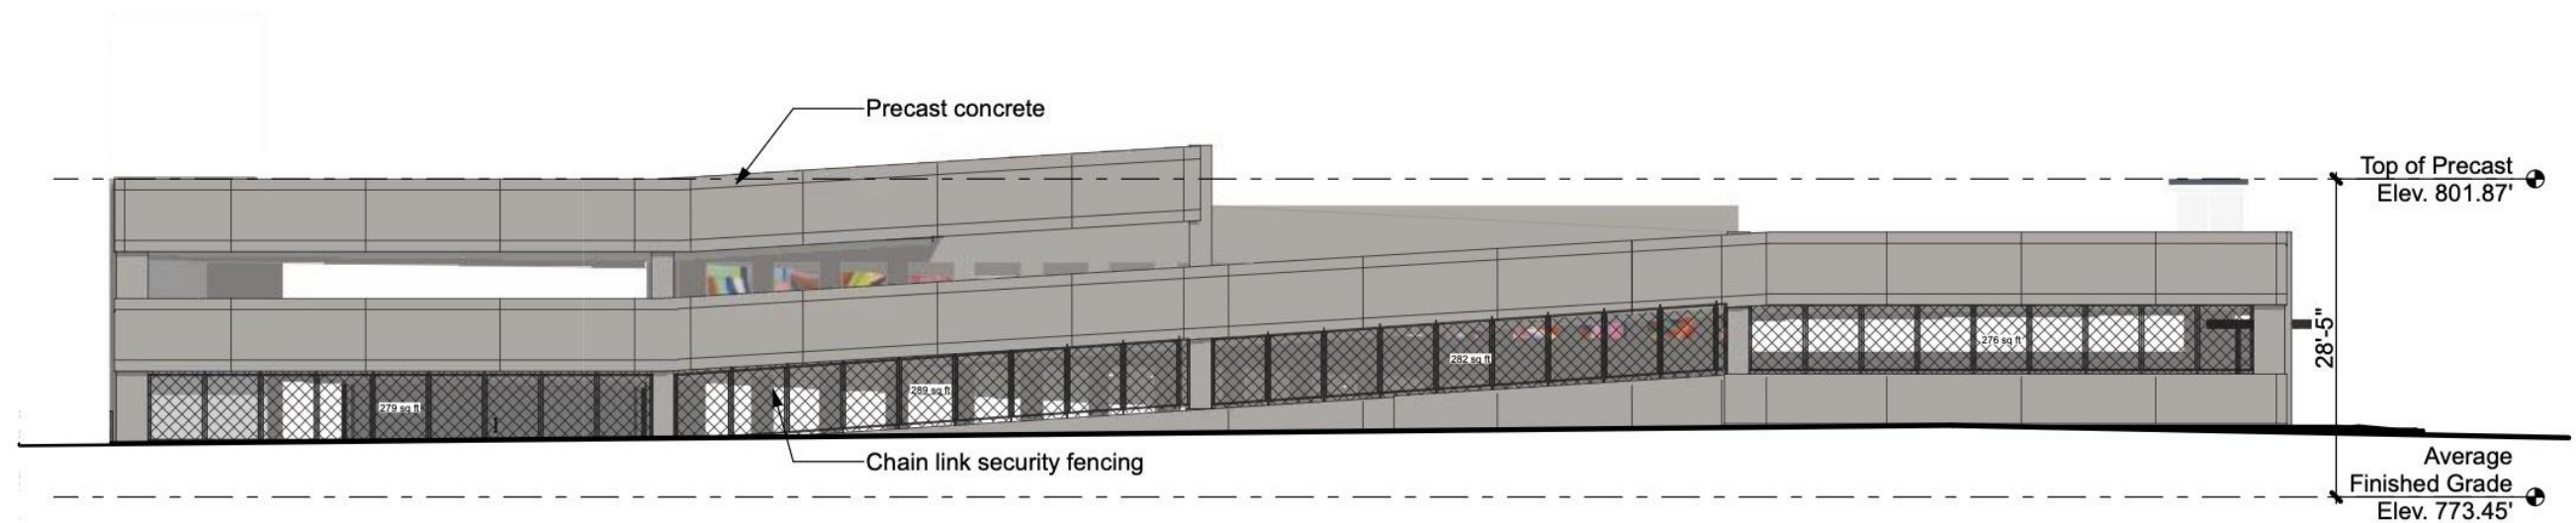 Precast concrete
Top of Precast
Elev. 801.87'
28'-5"
279 sq ft
289 sq ft
282 sq ft
276 sq ft
Chain link security fencing
Average
Finished Grade
Elev. 773.45'